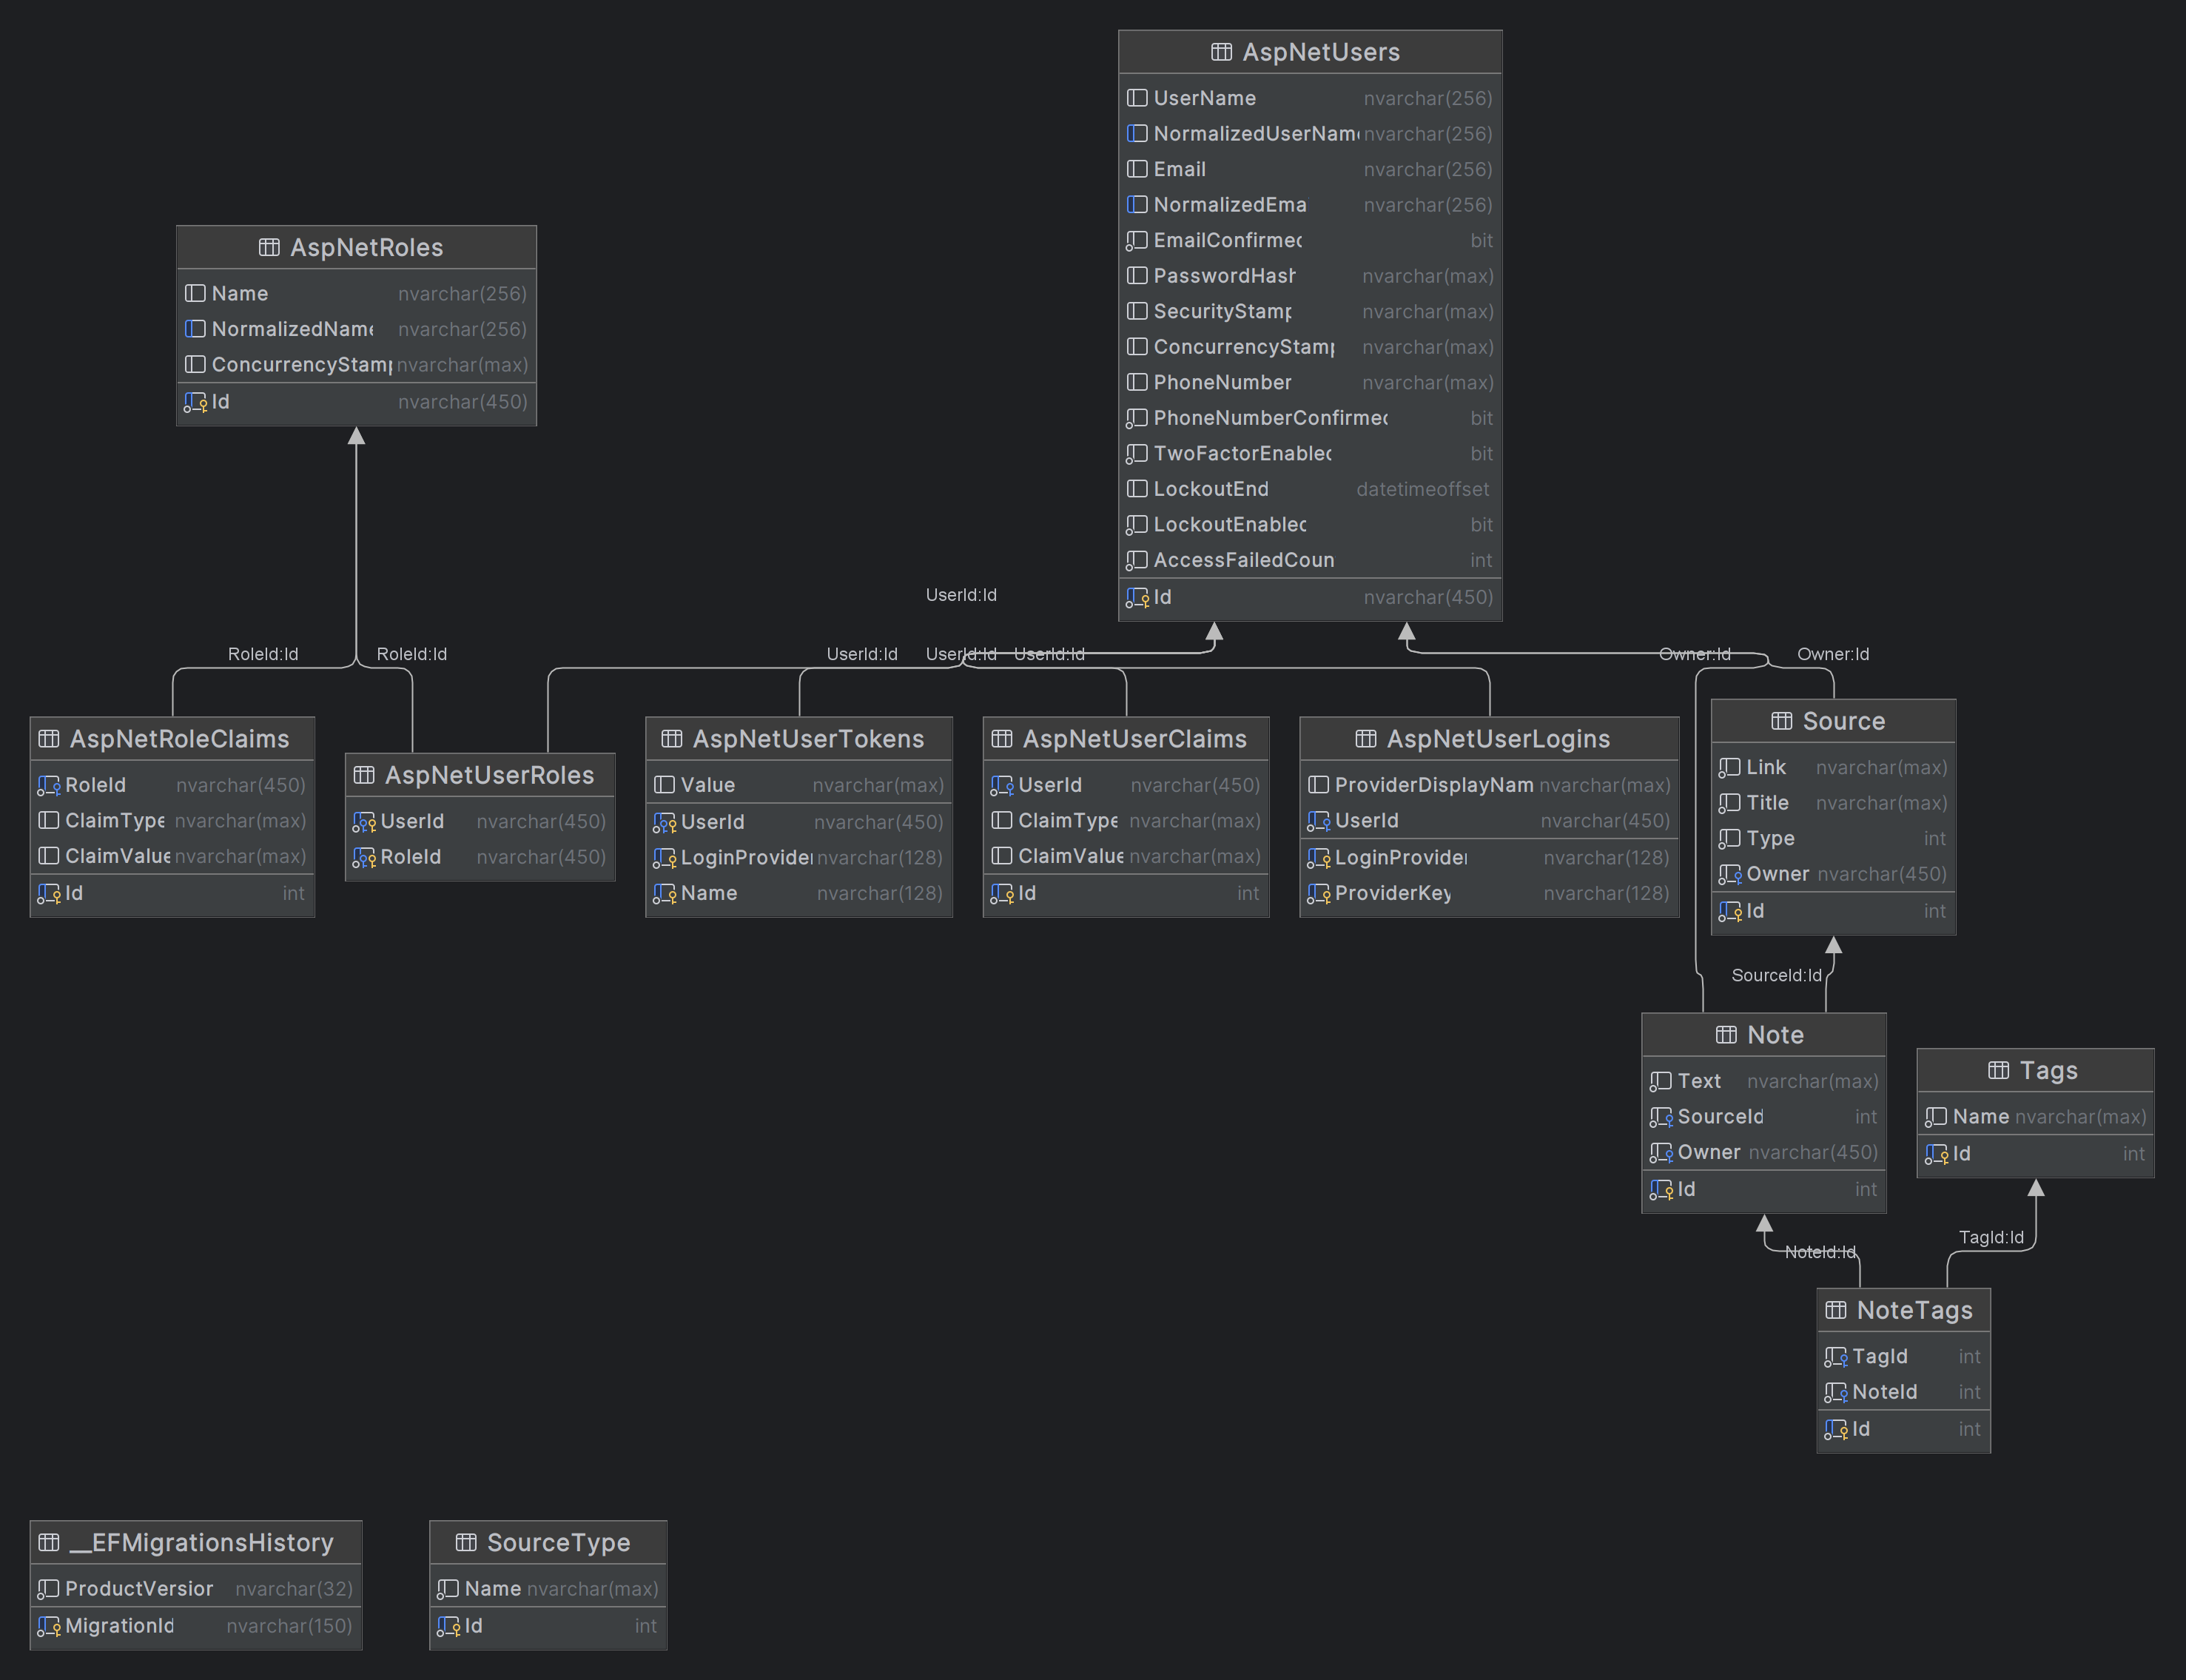 AspNetUsers
UserName nvarchar(256)
NormalizedUserName nvarchar(256)
Email nvarchar(256)
NormalizedEma nvarchar(256)
EmailConfirmed bit
PasswordHash nvarchar(max)
SecurityStamp nvarchar(max)
ConcurrencyStamp nvarchar(max)
PhoneNumber nvarchar(max)
PhoneNumberConfirmed bit
TwoFactorEnabled bit
LockoutEnd datetimeoffset
LockoutEnabled bit
AccessFailedCoun int
Id nvarchar(450)
AspNetRoles
Name nvarchar(256)
NormalizedName nvarchar(256)
ConcurrencyStamp nvarchar(max)
Id nvarchar(450)
UserId:Id
RoleId:Id
RoleId:Id
UserId:Id
UserId:Id
UserId:Id
Owner:Id
Owner:Id
AspNetRoleClaims
RoleId nvarchar(450)
ClaimType nvarchar(max)
ClaimValue nvarchar(max)
Id int
AspNetUserRoles
UserId nvarchar(450)
RoleId nvarchar(450)
AspNetUserTokens
Value nvarchar(max)
UserId nvarchar(450)
LoginProvider nvarchar(128)
Name nvarchar(128)
AspNetUserClaims
UserId nvarchar(450)
ClaimType nvarchar(max)
ClaimValue nvarchar(max)
Id int
AspNetUserLogins
ProviderDisplayNam nvarchar(max)
UserId nvarchar(450)
LoginProvider nvarchar(128)
ProviderKey nvarchar(128)
Source
Link nvarchar(max)
Title nvarchar(max)
Type int
Owner nvarchar(450)
Id int
SourceId:Id
Note
Text nvarchar(max)
SourceId int
Owner nvarchar(450)
Id int
Tags
Name nvarchar(max)
Id int
NoteId:Id
TagId:Id
NoteTags
TagId int
NoteId int
Id int
__EFMigrationsHistory
ProductVersion nvarchar(32)
MigrationId nvarchar(150)
SourceType
Name nvarchar(max)
Id int